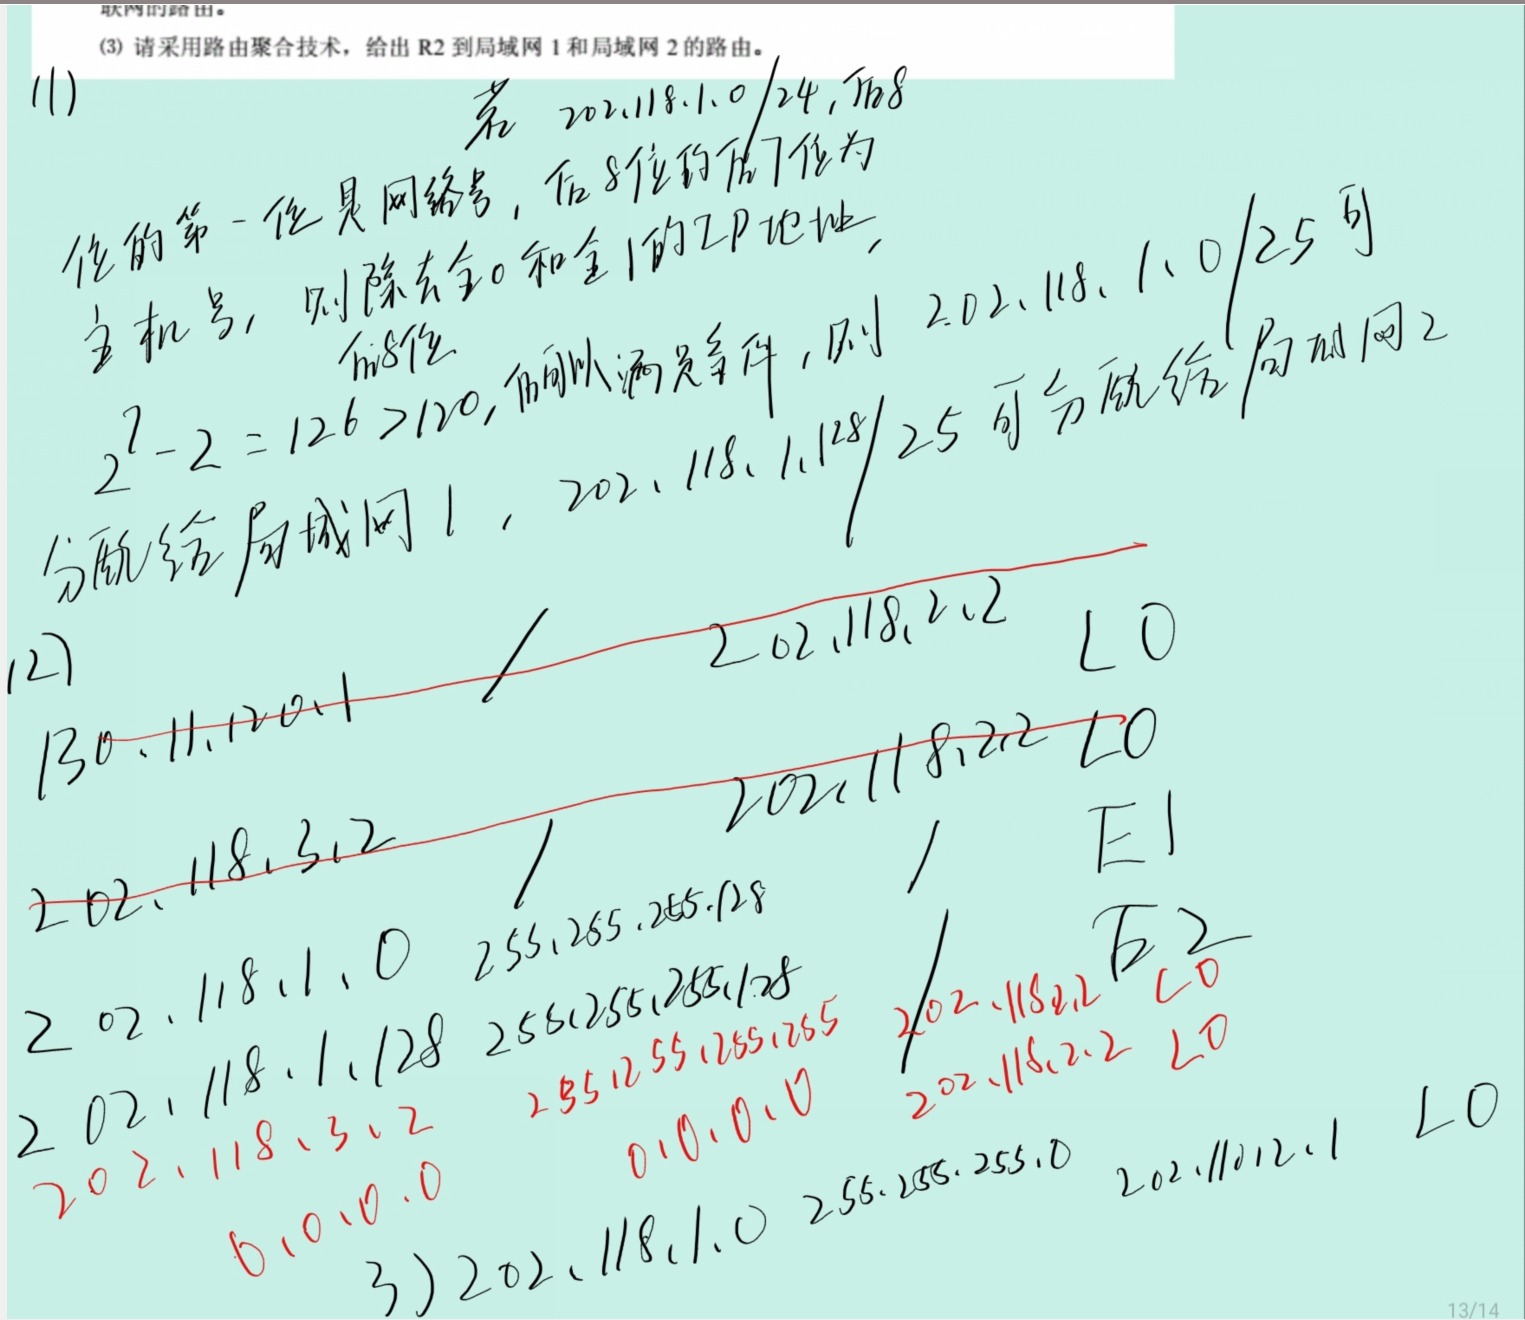 联网的路由。
(3) 请采用路由聚合技术，给出 R2 到局域网 1 和局域网 2 的路由。
(1)
若 202.118.1.0/24，后8
位的第一位是网络号，后8位的后7位为
主机号，则除去全0和全1的IP地址，
后8位
2^7-2=126>120，所以满足条件，则 202.118.1.0/25可
分配给局域网1，202.118.1.128/25可分配给局域网2
(2)
130.11.120.1 / 202.118.2.2 L0
202.118.3.2 / 202.118.2.2 L0
202.118.1.0 255.255.255.128 / E1
202.118.1.128 255.255.255.128 / E2
202.118.3.2 255.255.255.255 202.118.2.2 L0
0.0.0.0 0.0.0.0 202.118.2.2 L0
3) 202.118.1.0 255.255.255.0 202.118.2.1 L0
13/14